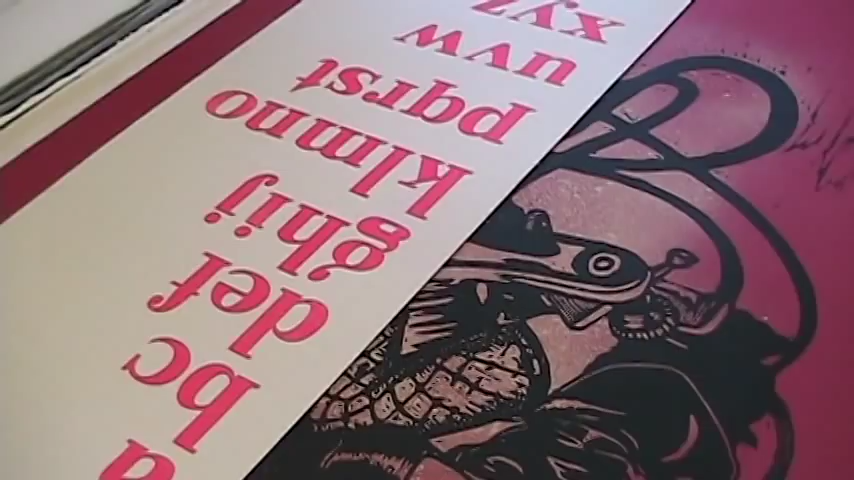 a
bc
def
ghij
klmno
pqrst
uvw
xyz